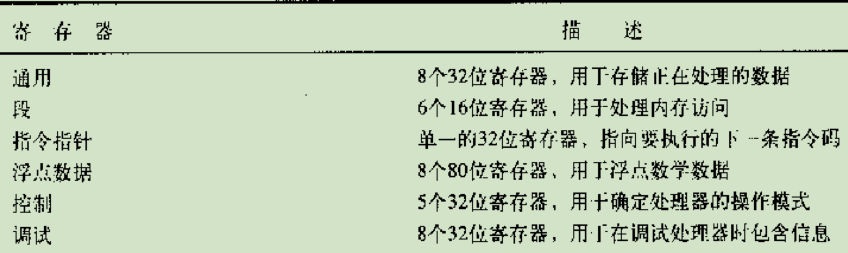 寄存器 描述
通用 8个32位寄存器，用于存储正在处理的数据
段 6个16位寄存器，用于处理内存访问
指令指针 单一的32位寄存器，指向要执行的下一条指令码
浮点数据 8个80位寄存器，用于浮点数学数据
控制 5个32位寄存器，用于确定处理器的操作模式
调试 8个32位寄存器，用于在调试处理器时包含信息